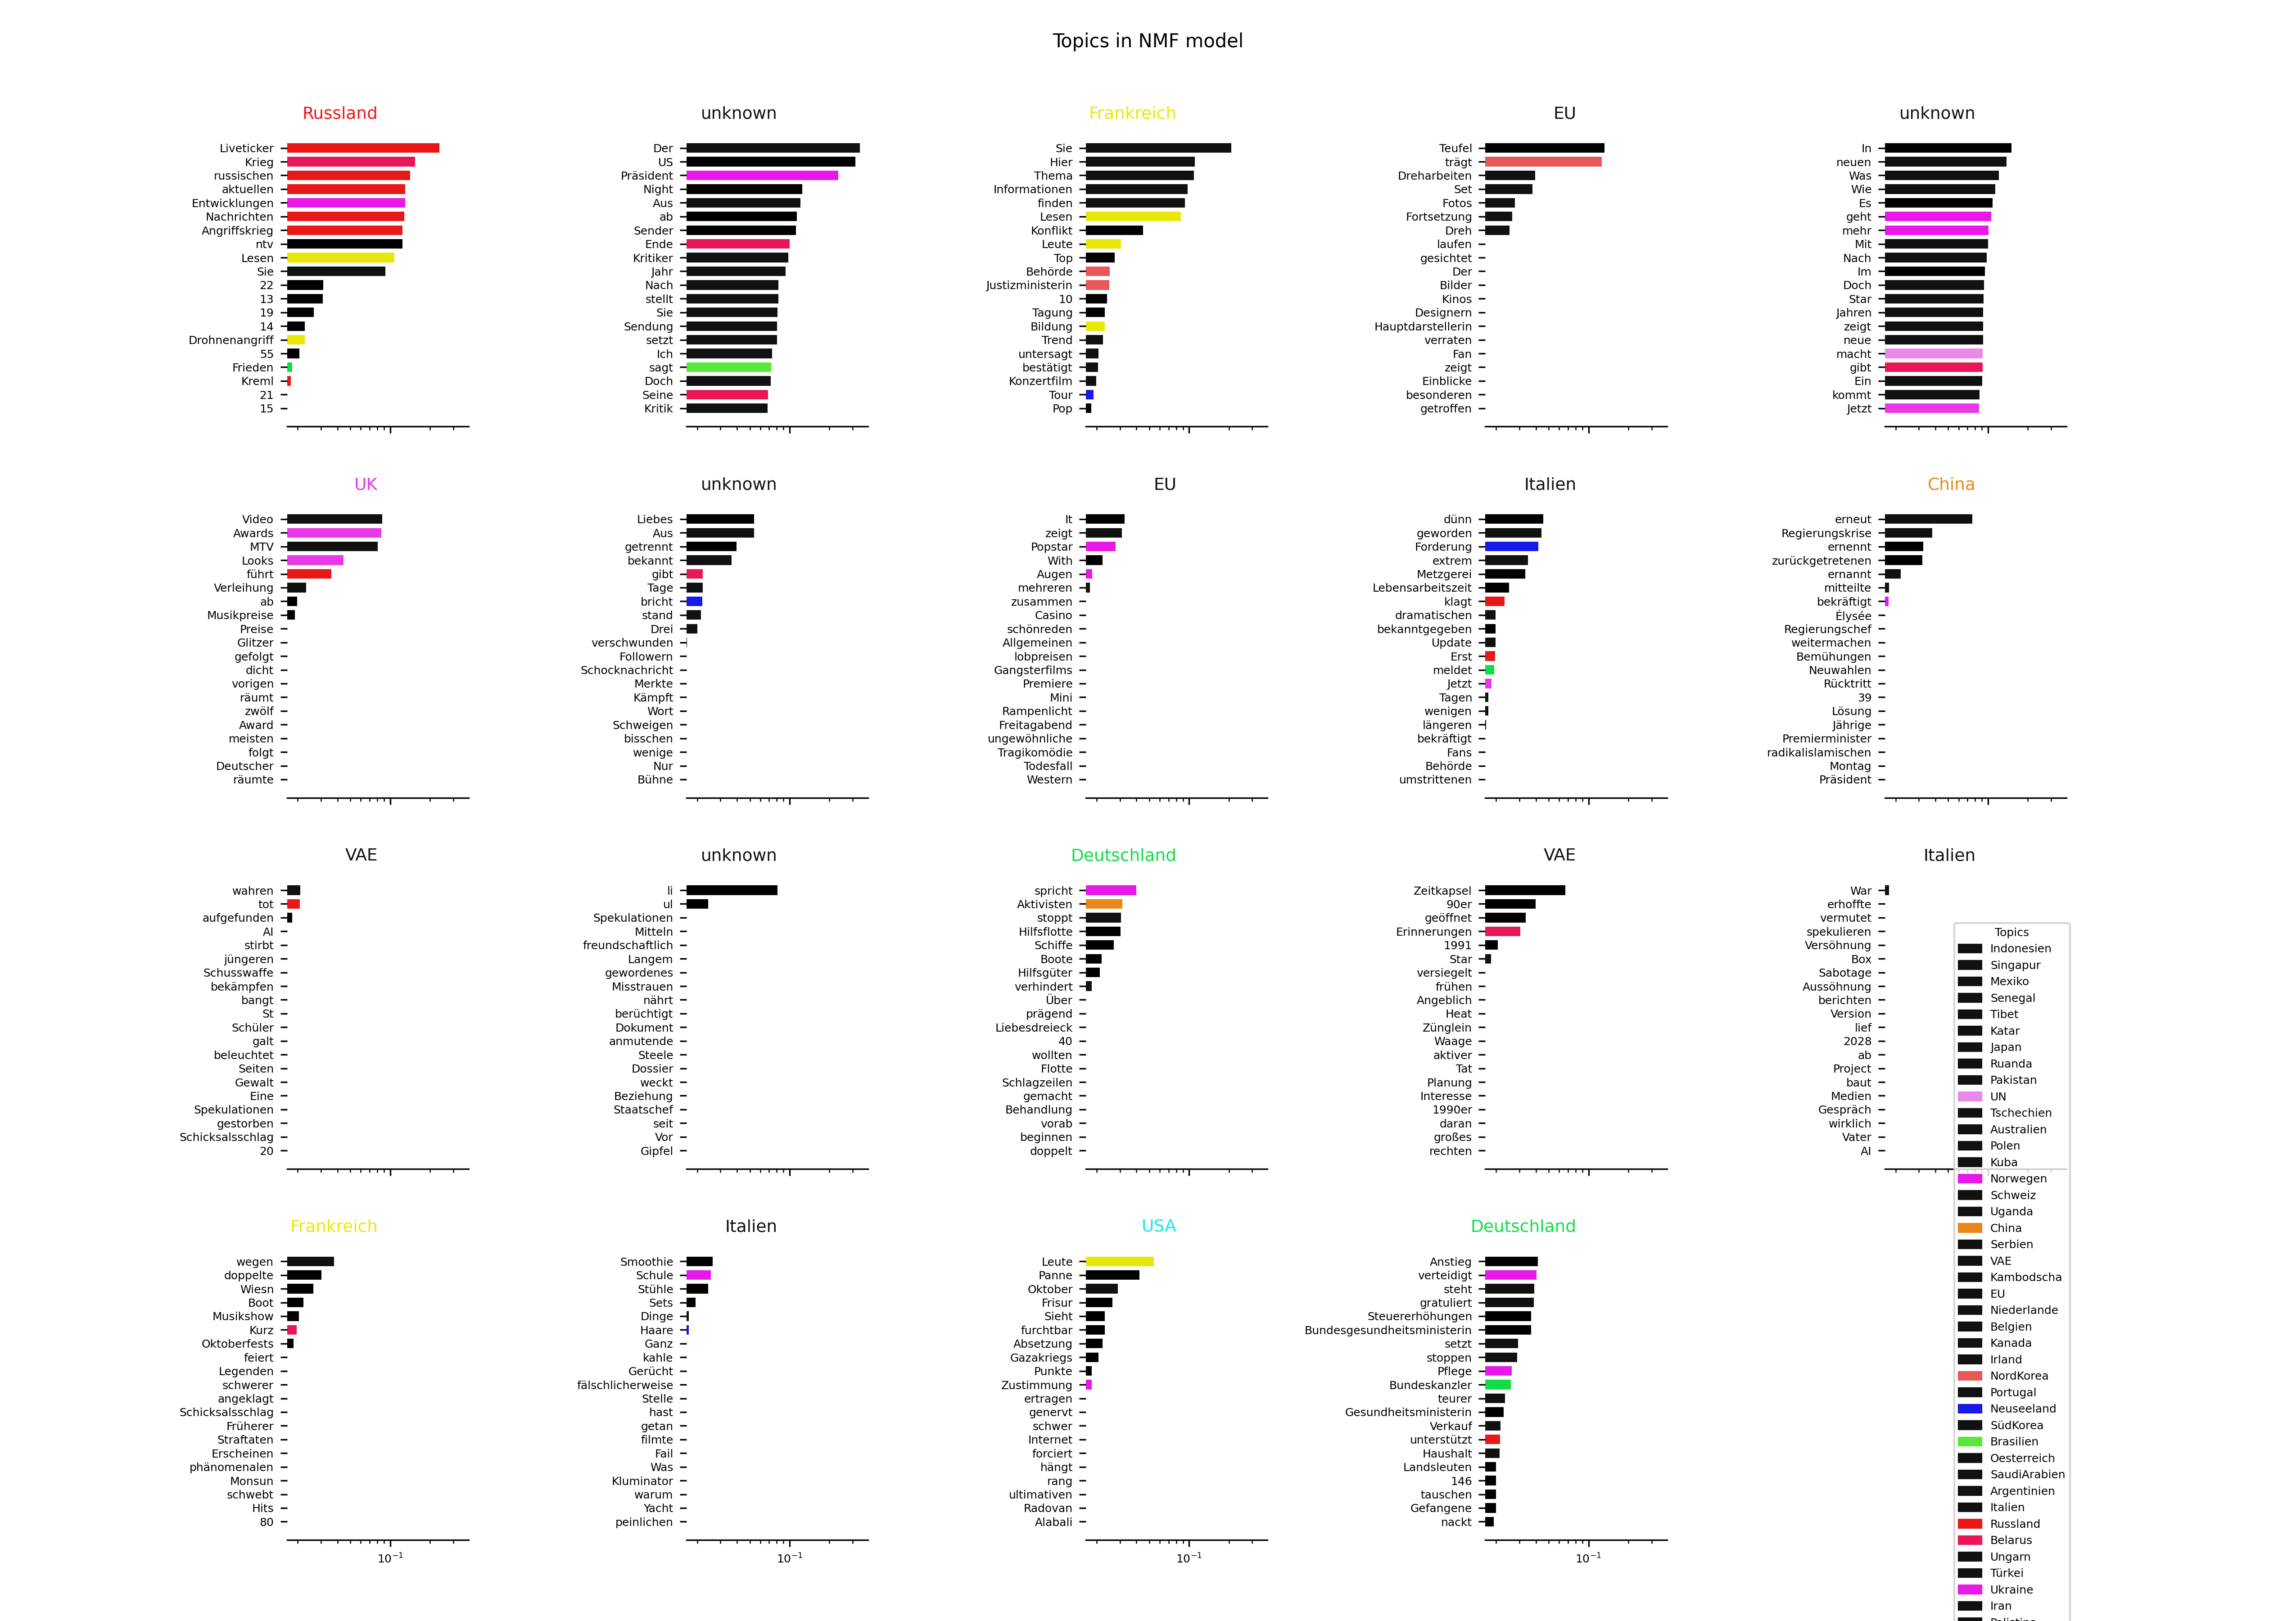 Topics in NMF model
Russland
Liveticker
Krieg
russischen
aktuellen
Entwicklungen
Nachrichten
Angriffskrieg
ntv
Lesen
Sie
22
13
19
14
Drohnenangriff
55
Frieden
Kreml
21
15
unknown
Der
US
Präsident
Night
Aus
ab
Sender
Ende
Kritiker
Jahr
Nach
stellt
Sie
Sendung
setzt
Ich
sagt
Doch
Seine
Kritik
Frankreich
Sie
Hier
Thema
Informationen
finden
Lesen
Konflikt
Leute
Top
Behörde
Justizministerin
10
Tagung
Bildung
Trend
untersagt
bestätigt
Konzertfilm
Tour
Pop
EU
Teufel
trägt
Dreharbeiten
Set
Fotos
Fortsetzung
Dreh
laufen
gesichtet
Der
Bilder
Kinos
Designern
Hauptdarstellerin
verraten
Fan
zeigt
Einblicke
besonderen
getroffen
unknown
In
neuen
Was
Wie
Es
geht
mehr
Mit
Nach
Im
Doch
Star
Jahren
zeigt
neue
macht
gibt
Ein
kommt
Jetzt
UK
Video
Awards
MTV
Looks
führt
Verleihung
ab
Musikpreise
Preise
Glitzer
gefolgt
dicht
vorigen
räumt
zwölf
Award
meisten
folgt
Deutscher
räumte
unknown
Liebes
Aus
getrennt
bekannt
gibt
Tage
bricht
stand
Drei
verschwunden
Followern
Schocknachricht
Merkte
Kämpft
Wort
Schweigen
bisschen
wenige
Nur
Bühne
EU
It
zeigt
Popstar
With
Augen
mehreren
zusammen
Casino
schönreden
Allgemeinen
lobpreisen
Gangsterfilms
Premiere
Mini
Rampenlicht
Freitagabend
ungewöhnliche
Tragikomödie
Todesfall
Western
Italien
dünn
geworden
Forderung
extrem
Metzgerei
Lebensarbeitszeit
klagt
dramatischen
bekanntgegeben
Update
Erst
meldet
Jetzt
Tagen
wenigen
längeren
bekräftigt
Fans
Behörde
umstrittenen
China
erneut
Regierungskrise
ernennt
zurückgetretenen
ernannt
mitteilte
bekräftigt
Élysée
Regierungschef
weitermachen
Bemühungen
Neuwahlen
Rücktritt
39
Lösung
Jährige
Premierminister
radikalislamischen
Montag
Präsident
VAE
wahren
tot
aufgefunden
AI
stirbt
jüngeren
Schusswaffe
bekämpfen
bangt
St
Schüler
galt
beleuchtet
Seiten
Gewalt
Eine
Spekulationen
gestorben
Schicksalsschlag
20
unknown
li
ul
Spekulationen
Mitteln
freundschaftlich
Langem
gewordenes
Misstrauen
nährt
berüchtigt
Dokument
anmutende
Steele
Dossier
weckt
Beziehung
Staatschef
seit
Vor
Gipfel
Deutschland
spricht
Aktivisten
stoppt
Hilfsflotte
Schiffe
Boote
Hilfsgüter
verhindert
Über
prägend
Liebesdreieck
40
wollten
Flotte
Schlagzeilen
gemacht
Behandlung
vorab
beginnen
doppelt
VAE
Zeitkapsel
90er
geöffnet
Erinnerungen
1991
Star
versiegelt
frühen
Angeblich
Heat
Zünglein
Waage
aktiver
Tat
Planung
Interesse
1990er
daran
großes
rechten
Italien
War
erhoffte
vermutet
spekulieren
Versöhnung
Box
Sabotage
Aussöhnung
berichten
Version
lief
2028
ab
Project
baut
Medien
Gespräch
wirklich
Vater
AI
Frankreich
wegen
doppelte
Wiesn
Boot
Musikshow
Kurz
Oktoberfests
feiert
Legenden
schwerer
angeklagt
Schicksalsschlag
Früherer
Straftaten
Erscheinen
phänomenalen
Monsun
schwebt
Hits
80
10⁻¹
Italien
Smoothie
Schule
Stühle
Sets
Dinge
Haare
Ganz
kahle
Gerücht
fälschlicherweise
Stelle
hast
getan
filmte
Fail
Was
Kluminator
warum
Yacht
peinlichen
10⁻¹
USA
Leute
Panne
Oktober
Frisur
Sieht
furchtbar
Absetzung
Gazakriegs
Punkte
Zustimmung
ertragen
genervt
schwer
Internet
forciert
hängt
rang
ultimativen
Radovan
Alabali
10⁻¹
Deutschland
Anstieg
verteidigt
steht
gratuliert
Steuererhöhungen
Bundesgesundheitsministerin
setzt
stoppen
Pflege
Bundeskanzler
teurer
Gesundheitsministerin
Verkauf
unterstützt
Haushalt
Landsleuten
146
tauschen
Gefangene
nackt
10⁻¹
Topics
Indonesien
Singapur
Mexiko
Senegal
Tibet
Katar
Japan
Ruanda
Pakistan
UN
Tschechien
Australien
Polen
Kuba
Norwegen
Schweiz
Uganda
China
Serbien
VAE
Kambodscha
EU
Niederlande
Belgien
Kanada
Irland
NordKorea
Portugal
Neuseeland
SüdKorea
Brasilien
Oesterreich
SaudiArabien
Argentinien
Italien
Russland
Belarus
Ungarn
Türkei
Ukraine
Iran